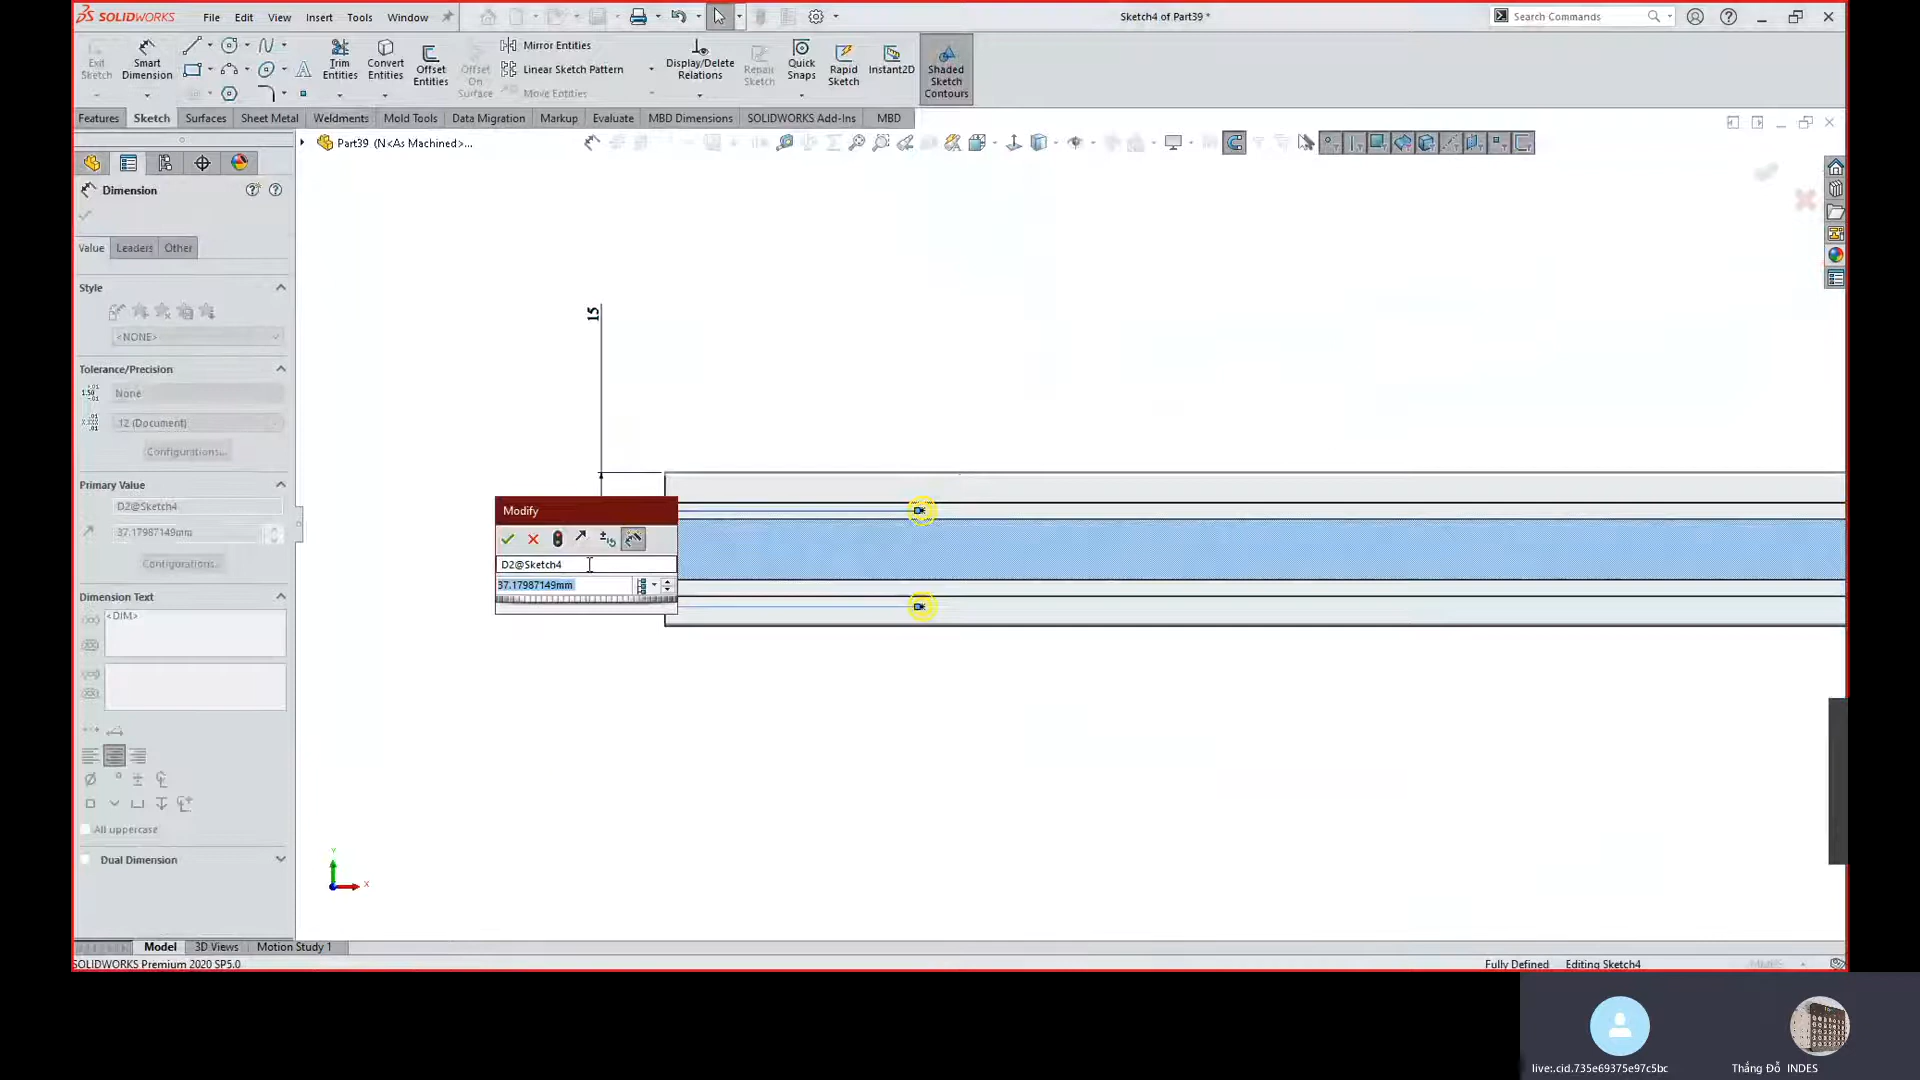 SOLIDWORKS File Edit View Insert Tools Window
Sketch4 of Part39 *
Search Commands
Exit Sketch
Smart Dimension
Trim Entities
Convert Entities
Offset Entities
Offset On Surface
Mirror Entities
Linear Sketch Pattern
Move Entities
Display/Delete Relations
Repair Sketch
Quick Snaps
Rapid Sketch
Instant2D
Shaded Sketch Contours
Features Sketch Surfaces Sheet Metal Weldments Mold Tools Data Migration Markup Evaluate MBD Dimensions SOLIDWORKS Add-Ins MBD
Part39 (N<As Machined>...
Dimension
Value Leaders Other
Style
<NONE>
Tolerance/Precision
None
.12 (Document)
Configurations...
Primary Value
D2@Sketch4
37.17987149mm
Configurations...
Dimension Text
<DIM>
All uppercase
Dual Dimension
15
Modify
D2@Sketch4
37.17987149mm
Y
X
Model 3D Views Motion Study 1
SOLIDWORKS Premium 2020 SP5.0
Fully Defined Editing Sketch4
MMGS
live:.cid.735e69375e97c5bc
Thắng Đỗ INDES